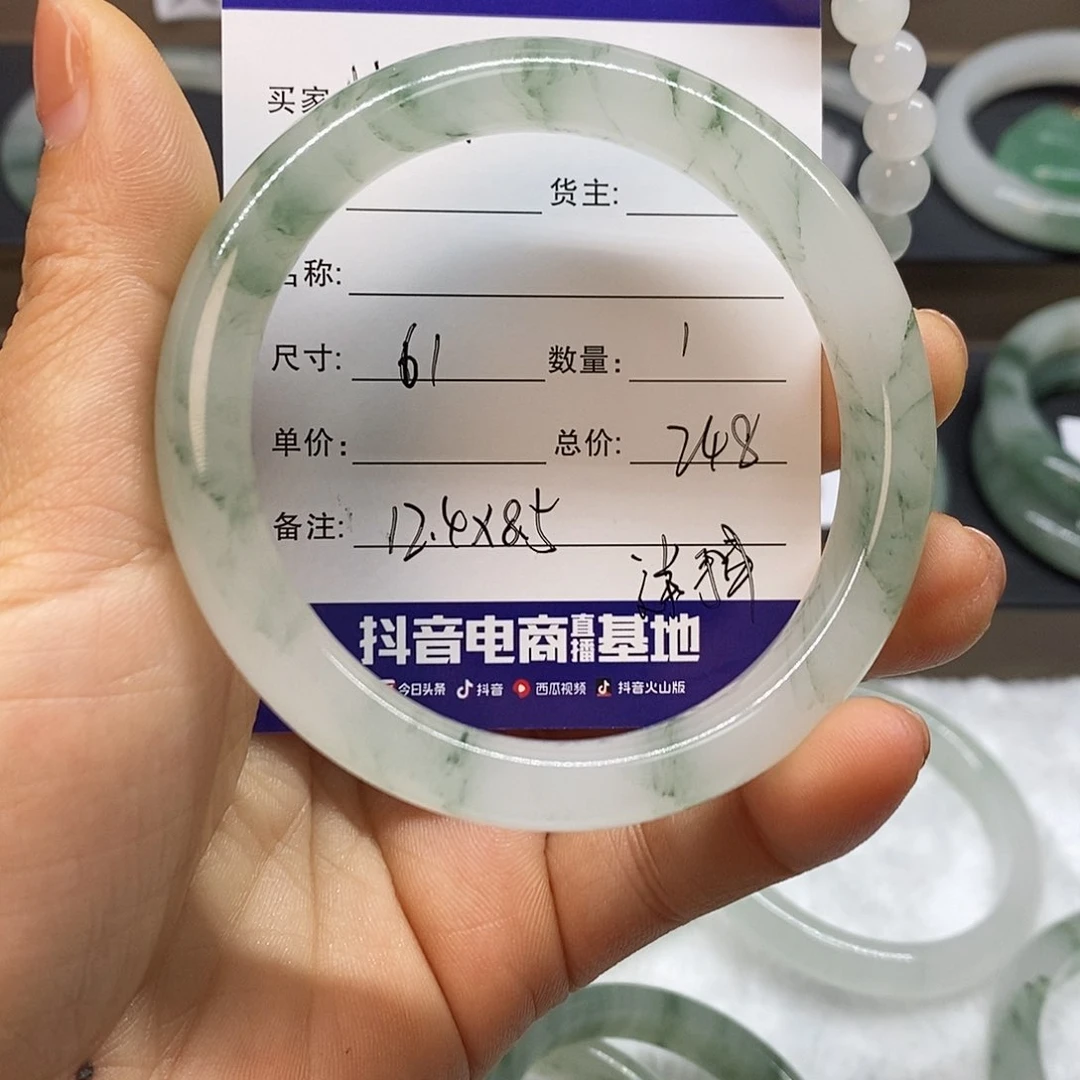 买家
货主:
名称:
尺寸: 61 数量: 1
单价: 总价: 248
备注: 12.4×8.5
抖音电商直播基地
今日头条 抖音 西瓜视频 抖音火山版